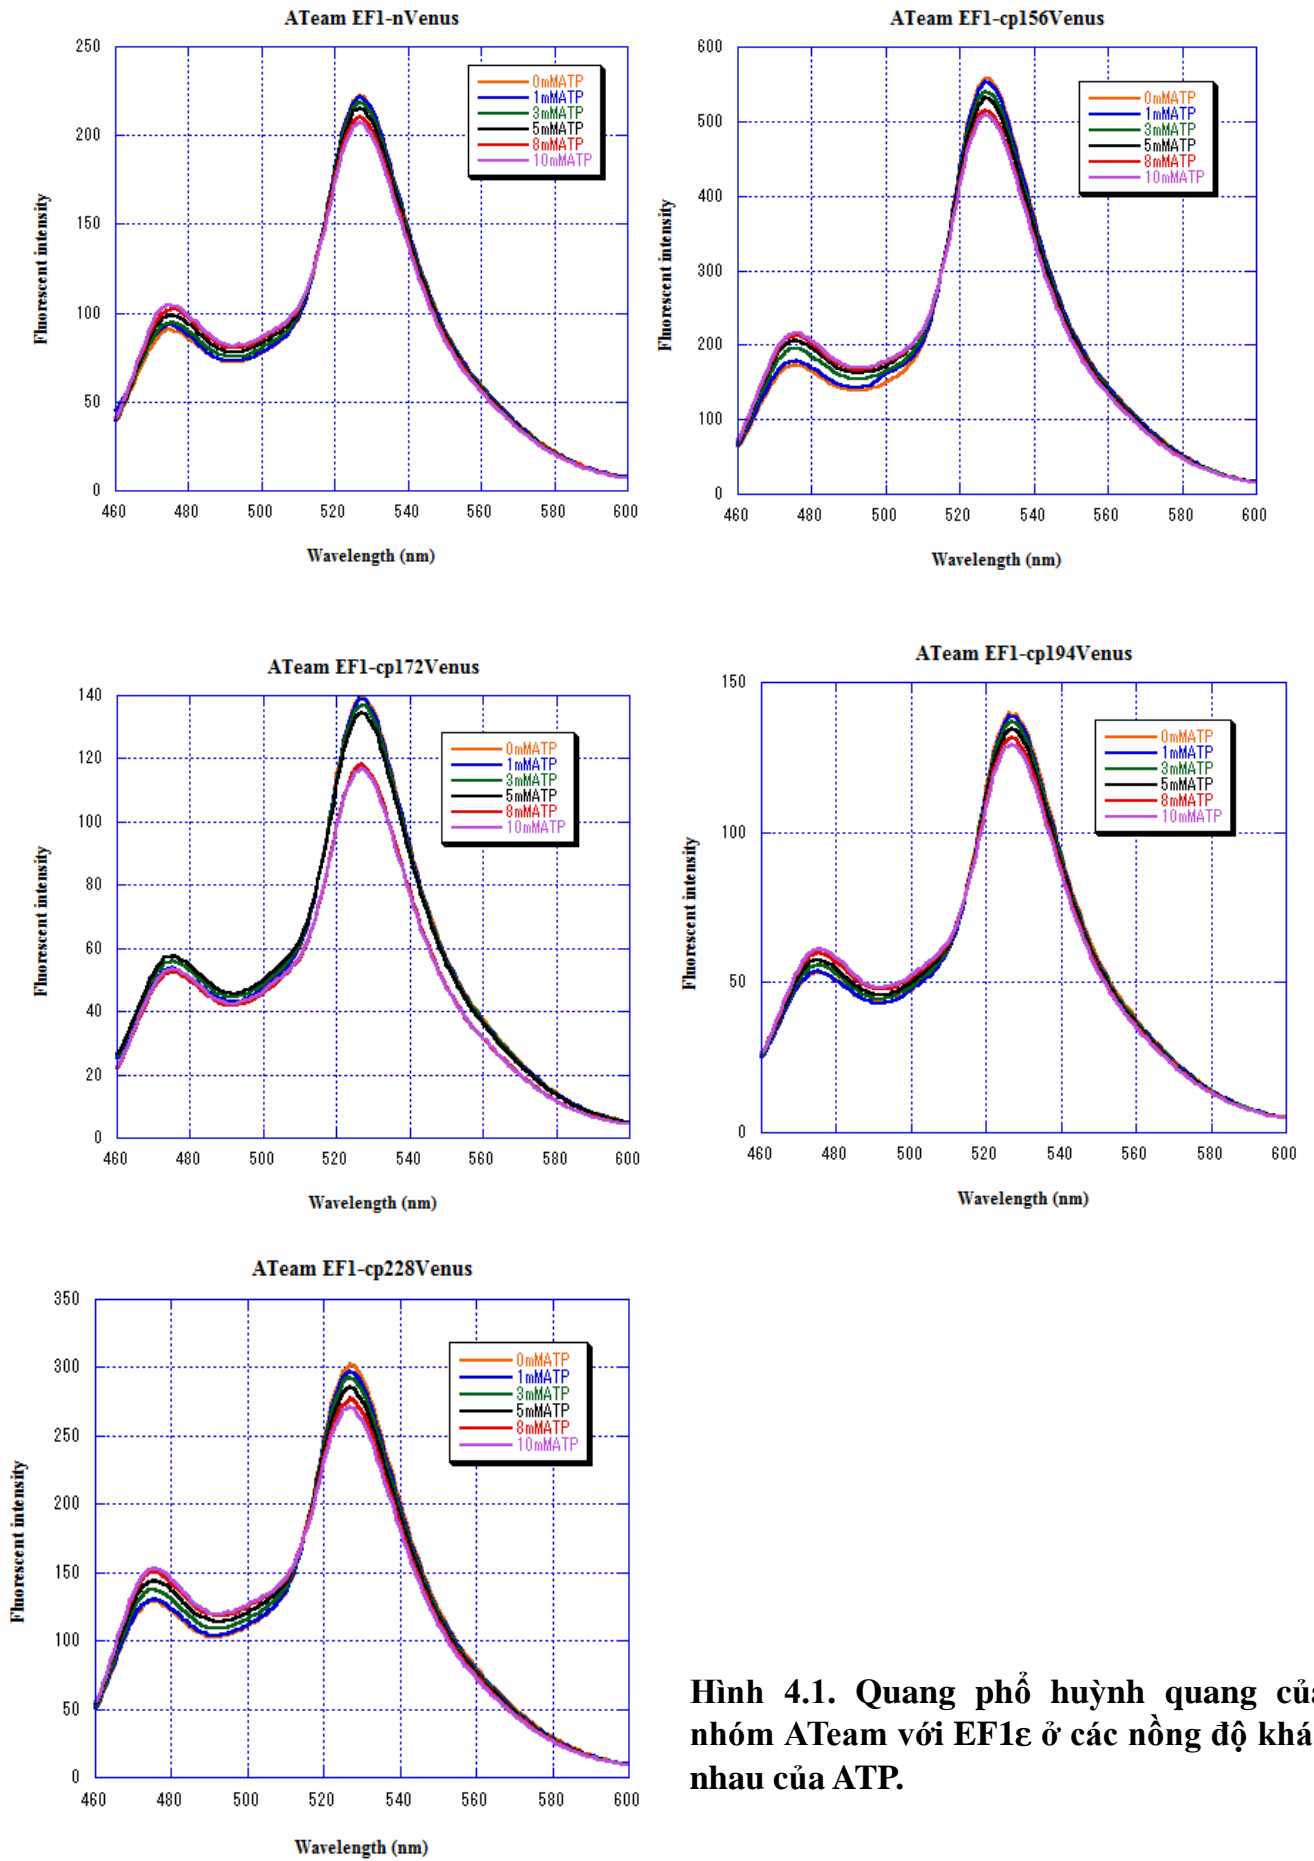 ATeam EF1-nVenus
250
200
150
100
50
0
Fluorescent intensity
0mMATP
1mMATP
3mMATP
5mMATP
8mMATP
10mMATP
460 480 500 520 540 560 580 600
Wavelength (nm)
ATeam EF1-cp156Venus
600
500
400
300
200
100
0
Fluorescent intensity
0mMATP
1mMATP
3mMATP
5mMATP
8mMATP
10mMATP
460 480 500 520 540 560 580 600
Wavelength (nm)
ATeam EF1-cp172Venus
140
120
100
80
60
40
20
0
Fluorescent intensity
0mMATP
1mMATP
3mMATP
5mMATP
8mMATP
10mMATP
460 480 500 520 540 560 580 600
Wavelength (nm)
ATeam EF1-cp194Venus
150
100
50
0
Fluorescent intensity
0mMATP
1mMATP
3mMATP
5mMATP
8mMATP
10mMATP
460 480 500 520 540 560 580 600
Wavelength (nm)
ATeam EF1-cp228Venus
350
300
250
200
150
100
50
0
Fluorescent intensity
0mMATP
1mMATP
3mMATP
5mMATP
8mMATP
10mMATP
460 480 500 520 540 560 580 600
Wavelength (nm)
Hình 4.1. Quang phổ huỳnh quang của
nhóm ATeam với EF1ε ở các nồng độ khá
nhau của ATP.